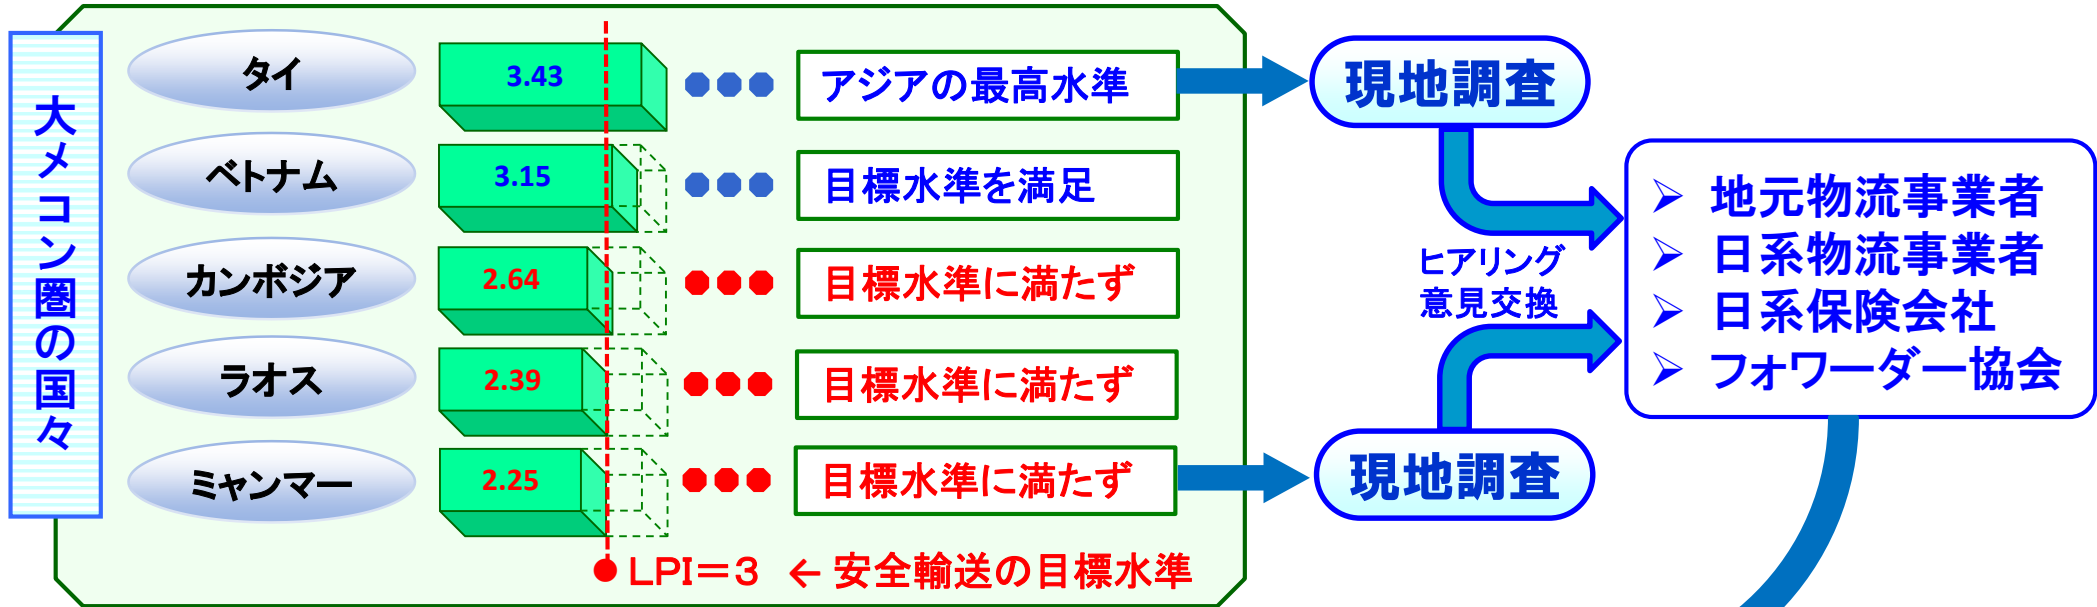 大メコン圏の国々
タイ
3.43
アジアの最高水準
ベトナム
3.15
目標水準を満足
カンボジア
2.64
目標水準に満たず
ラオス
2.39
目標水準に満たず
ミャンマー
2.25
目標水準に満たず
LPI=3 ← 安全輸送の目標水準
現地調査
ヒアリング
意見交換
現地調査
➢ 地元物流事業者
➢ 日系物流事業者
➢ 日系保険会社
➢ フォワーダー協会